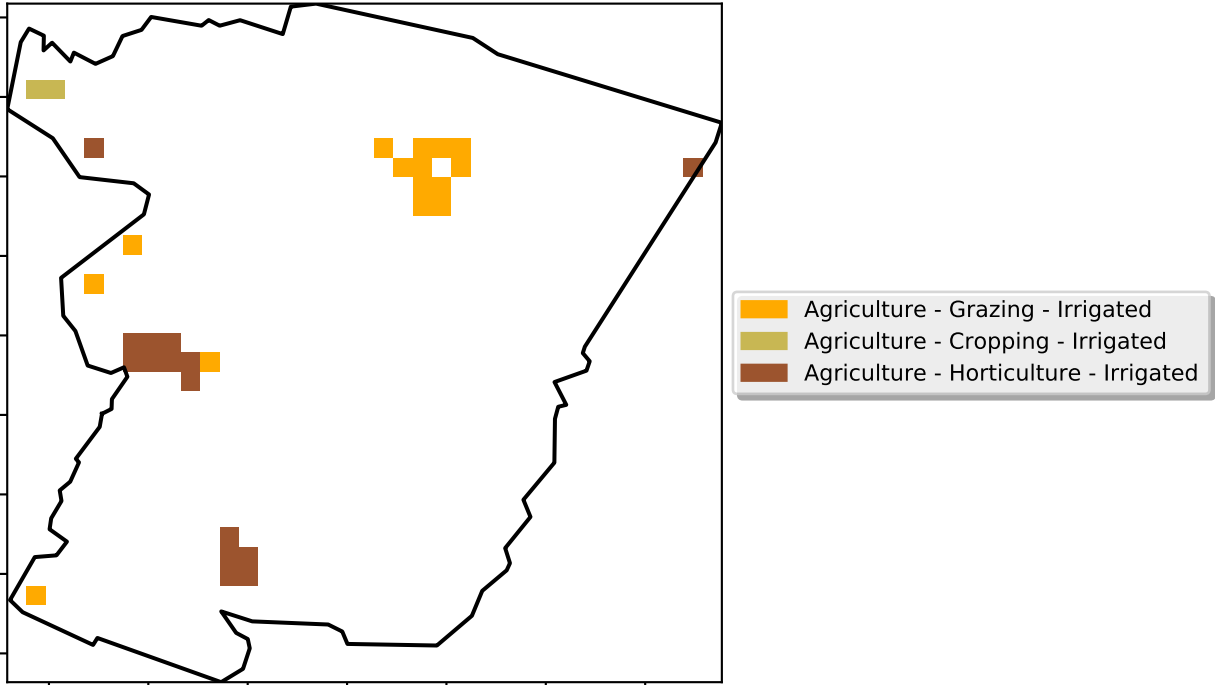 Agriculture - Grazing - Irrigated
Agriculture - Cropping - Irrigated
Agriculture - Horticulture - Irrigated